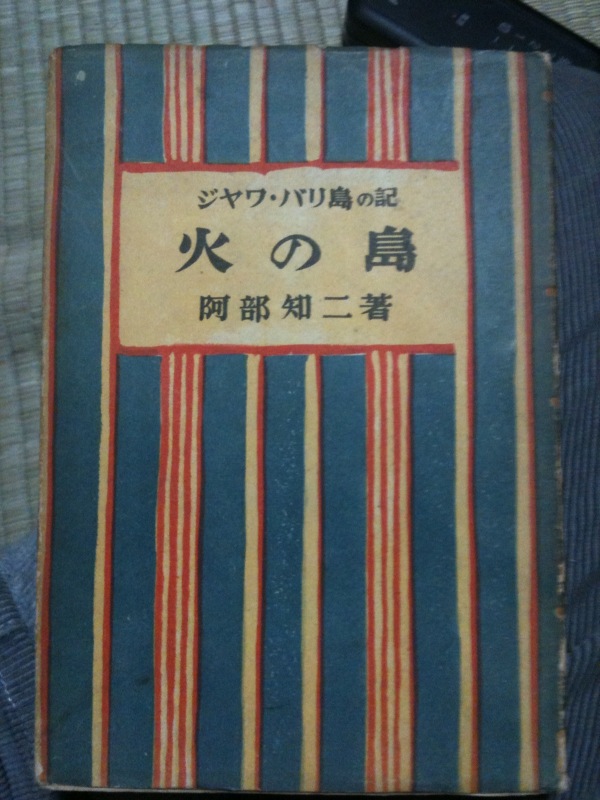 ジヤワ・バリ島の記
火の島
阿部知二著